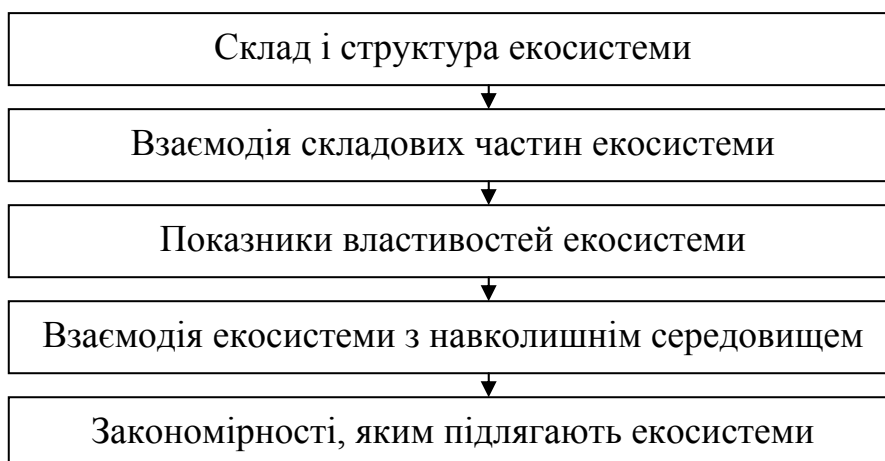 Склад і структура екосистеми
Взаємодія складових частин екосистеми
Показники властивостей екосистеми
Взаємодія екосистеми з навколишнім середовищем
Закономірності, яким підлягають екосистеми